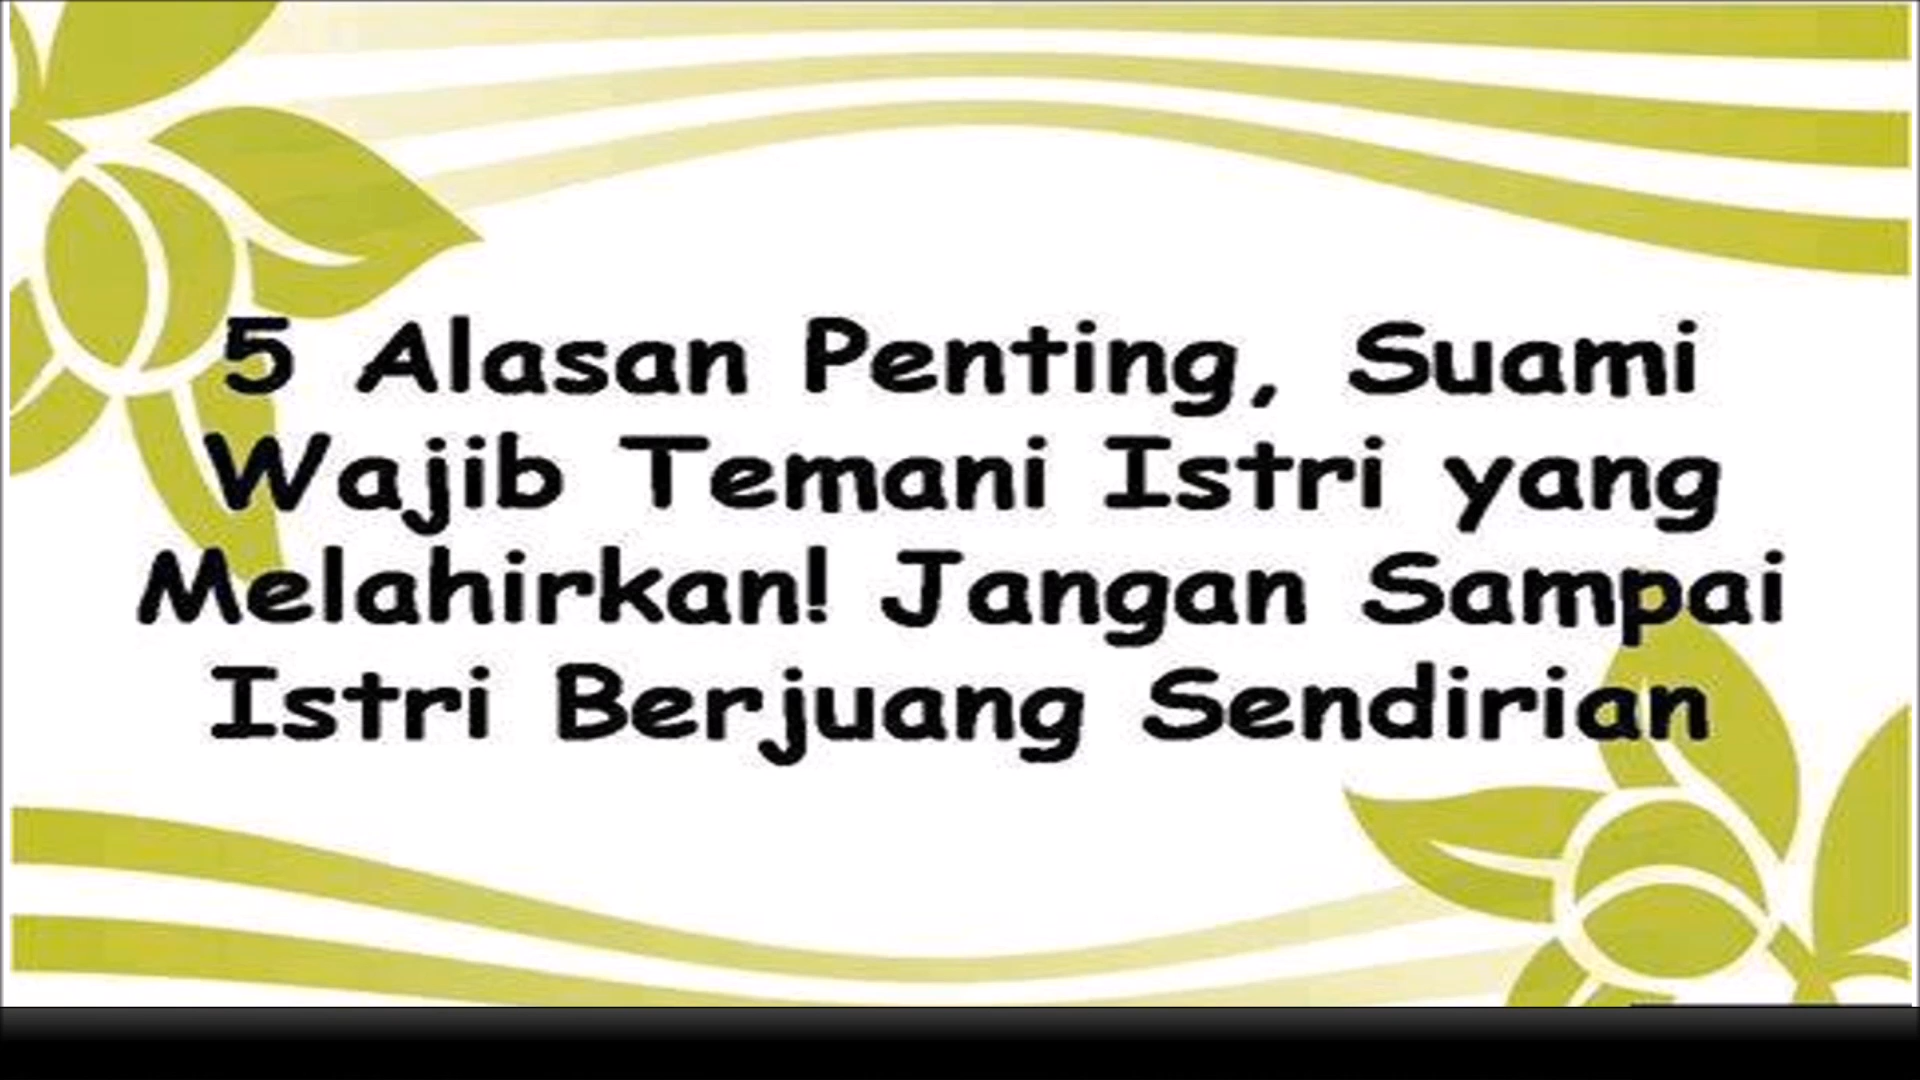 5 Alasan Penting, Suami
Wajib Temani Istri yang
Melahirkan! Jangan Sampai
Istri Berjuang Sendirian